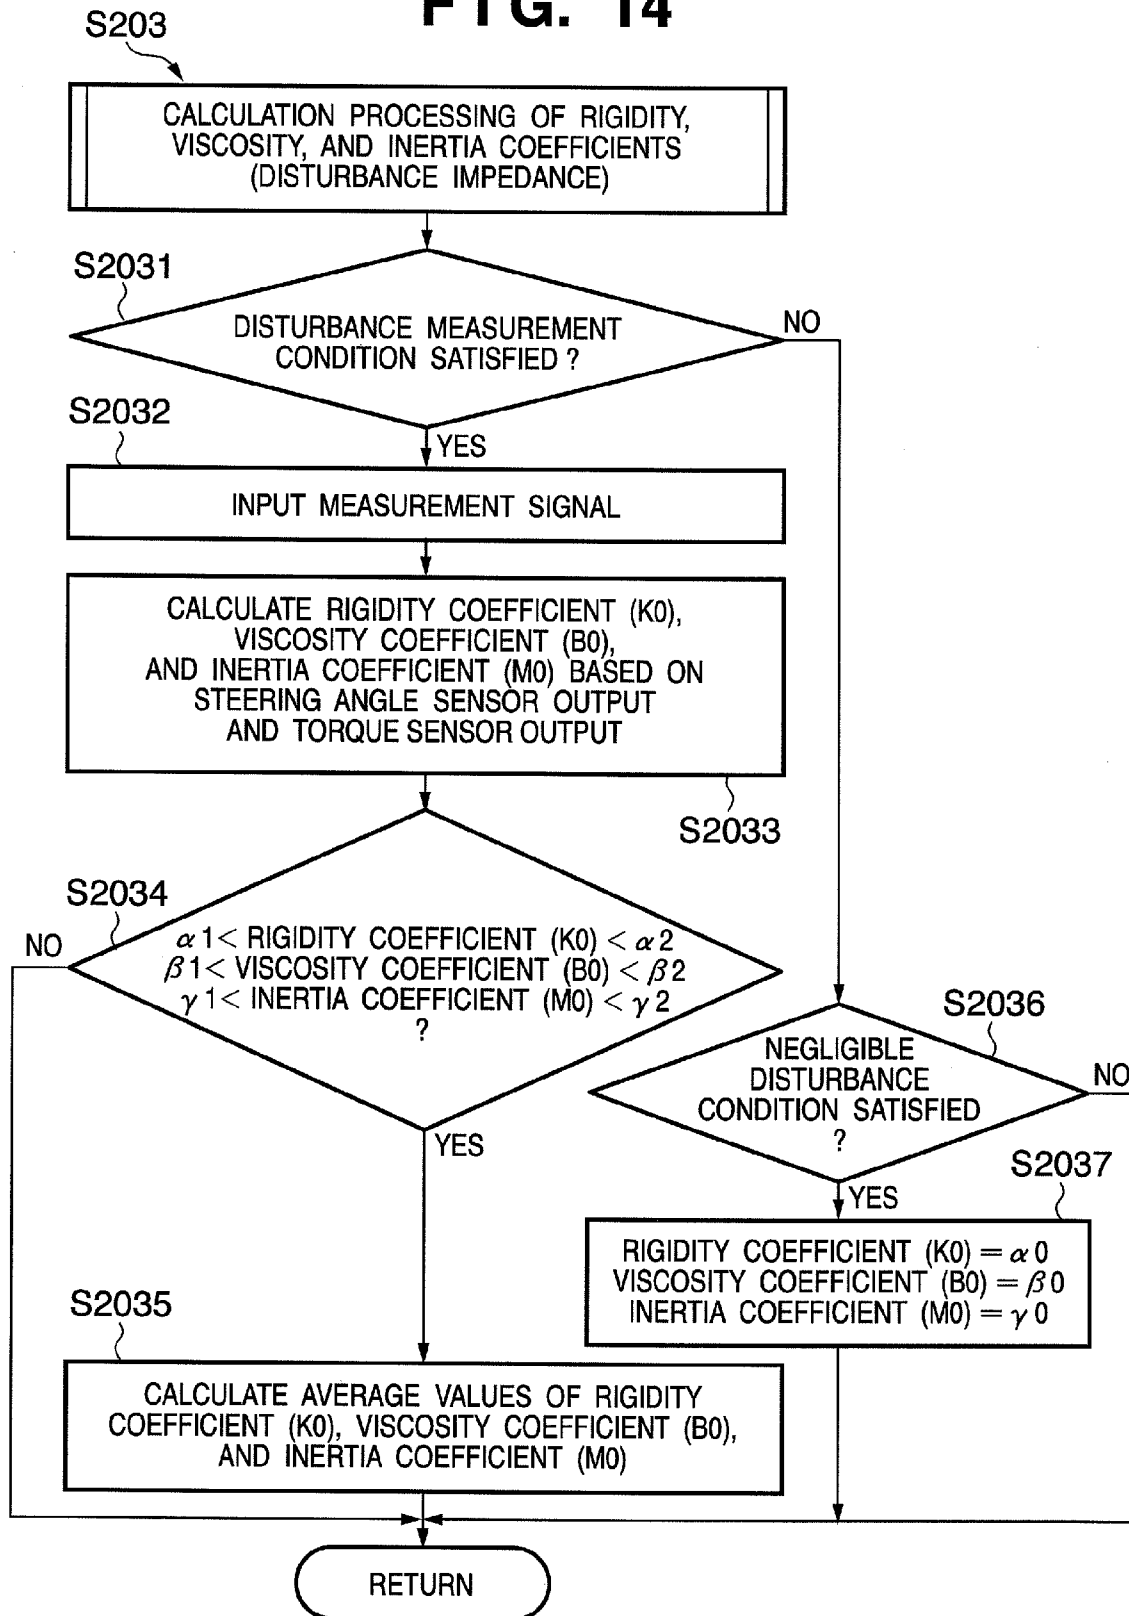 FIG. 14
S203
CALCULATION PROCESSING OF RIGIDITY,
VISCOSITY, AND INERTIA COEFFICIENTS
(DISTURBANCE IMPEDANCE)
S2031
DISTURBANCE MEASUREMENT
CONDITION SATISFIED ?
NO
YES
S2032
INPUT MEASUREMENT SIGNAL
CALCULATE RIGIDITY COEFFICIENT (K0),
VISCOSITY COEFFICIENT (B0),
AND INERTIA COEFFICIENT (M0) BASED ON
STEERING ANGLE SENSOR OUTPUT
AND TORQUE SENSOR OUTPUT
S2033
S2034
NO
α1< RIGIDITY COEFFICIENT (K0) < α2
β1< VISCOSITY COEFFICIENT (B0) < β2
γ1< INERTIA COEFFICIENT (M0) < γ2
?
YES
S2036
NEGLIGIBLE
DISTURBANCE
CONDITION SATISFIED
?
NO
YES
S2037
RIGIDITY COEFFICIENT (K0) = α0
VISCOSITY COEFFICIENT (B0) = β0
INERTIA COEFFICIENT (M0) = γ0
S2035
CALCULATE AVERAGE VALUES OF RIGIDITY
COEFFICIENT (K0), VISCOSITY COEFFICIENT (B0),
AND INERTIA COEFFICIENT (M0)
RETURN